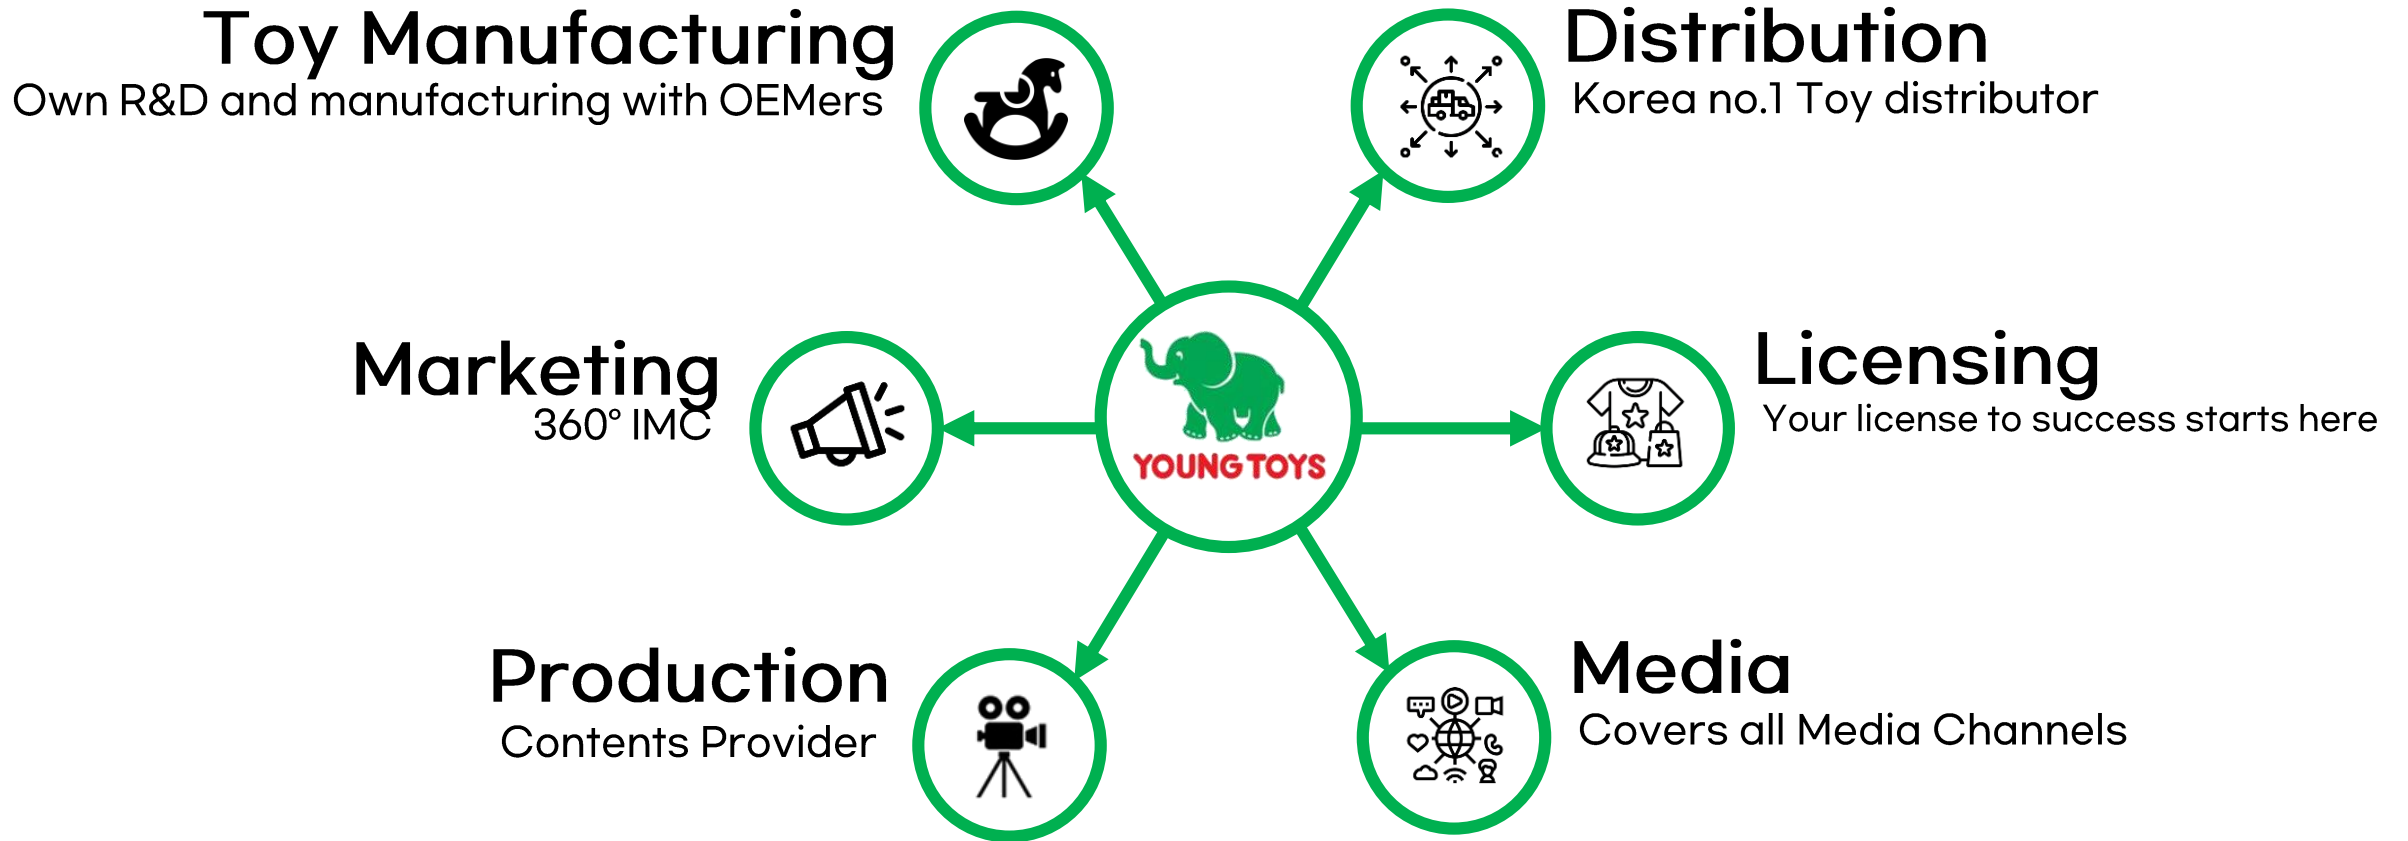 Toy Manufacturing
Own R&D and manufacturing with OEMers
Distribution
Korea no.1 Toy distributor
Marketing
360° IMC
YOUNG TOYS
Licensing
Your license to success starts here
Production
Contents Provider
Media
Covers all Media Channels